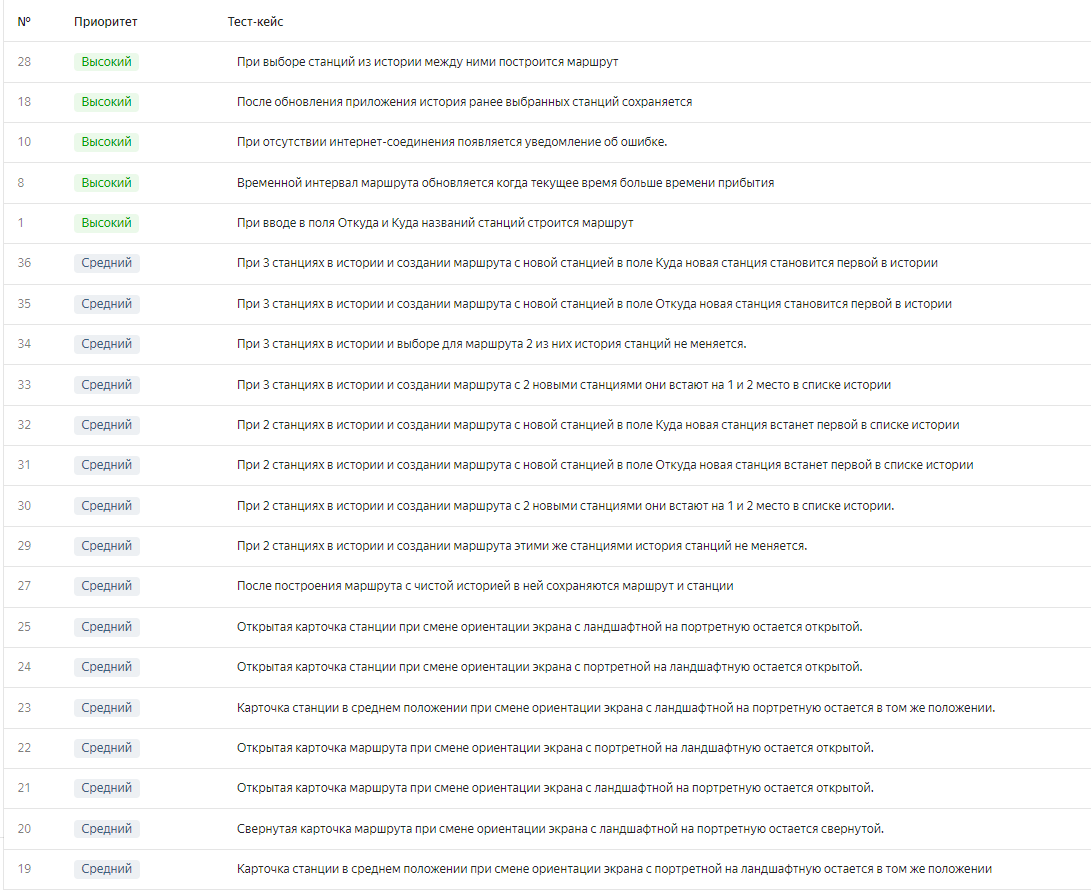 № Приоритет Тест-кейс
28 Высокий При выборе станций из истории между ними построится маршрут
18 Высокий После обновления приложения история ранее выбранных станций сохраняется
10 Высокий При отсутствии интернет-соединения появляется уведомление об ошибке.
8 Высокий Временной интервал маршрута обновляется когда текущее время больше времени прибытия
1 Высокий При вводе в поля Откуда и Куда названий станций строится маршрут
36 Средний При 3 станциях в истории и создании маршрута с новой станцией в поле Куда новая станция становится первой в истории
35 Средний При 3 станциях в истории и создании маршрута с новой станцией в поле Откуда новая станция становится первой в истории
34 Средний При 3 станциях в истории и выборе для маршрута 2 из них история станций не меняется.
33 Средний При 3 станциях в истории и создании маршрута с 2 новыми станциями они встают на 1 и 2 место в списке истории
32 Средний При 2 станциях в истории и создании маршрута с новой станцией в поле Куда новая станция встанет первой в списке истории
31 Средний При 2 станциях в истории и создании маршрута с новой станцией в поле Откуда новая станция встанет первой в списке истории
30 Средний При 2 станциях в истории и создании маршрута с 2 новыми станциями они встают на 1 и 2 место в списке истории.
29 Средний При 2 станциях в истории и создании маршрута этими же станциями история станций не меняется.
27 Средний После построения маршрута с чистой историей в ней сохраняются маршрут и станции
25 Средний Открытая карточка станции при смене ориентации экрана с ландшафтной на портретную остается открытой.
24 Средний Открытая карточка станции при смене ориентации экрана с портретной на ландшафтную остается открытой.
23 Средний Карточка станции в среднем положении при смене ориентации экрана с ландшафтной на портретную остается в том же положении.
22 Средний Открытая карточка маршрута при смене ориентации экрана с портретной на ландшафтную остается открытой.
21 Средний Открытая карточка маршрута при смене ориентации экрана с ландшафтной на портретную остается открытой.
20 Средний Свернутая карточка маршрута при смене ориентации экрана с ландшафтной на портретную остается свернутой.
19 Средний Карточка станции в среднем положении при смене ориентации экрана с портретной на ландшафтную остается в том же положении